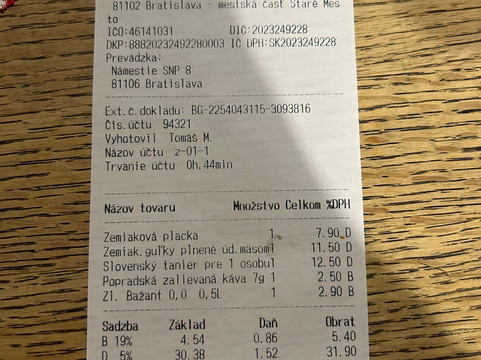 81102 Bratislava - mestská časť Staré Mes
to
IČO:46141031 DIČ:2023249228
DKP:88820232492280003 IČ DPH:SK2023249228
Prevádzka:
Námestie SNP 8
81106 Bratislava
Ext.č.dokladu: BG-2254043115-3093816
Čís.účtu 94321
Vyhotovil Tomáš M.
Názov účtu z-01-1
Trvanie účtu 0h,44min
Názov tovaru Množstvo Celkom %DPH
Zemiaková placka 1 7.90 D
Zemiak.guľky plnené úd.mäsom1 11.50 D
Slovenský tanier pre 1 osobu1 12.50 D
Popradská zalievaná káva 7g 1 2.50 B
Zl. Bažant 0,0 0,5L 1 2.90 B
Sadzba Základ Daň Obrat
B 19% 4.54 0.86 5.40
D 5% 30.38 1.52 31.90